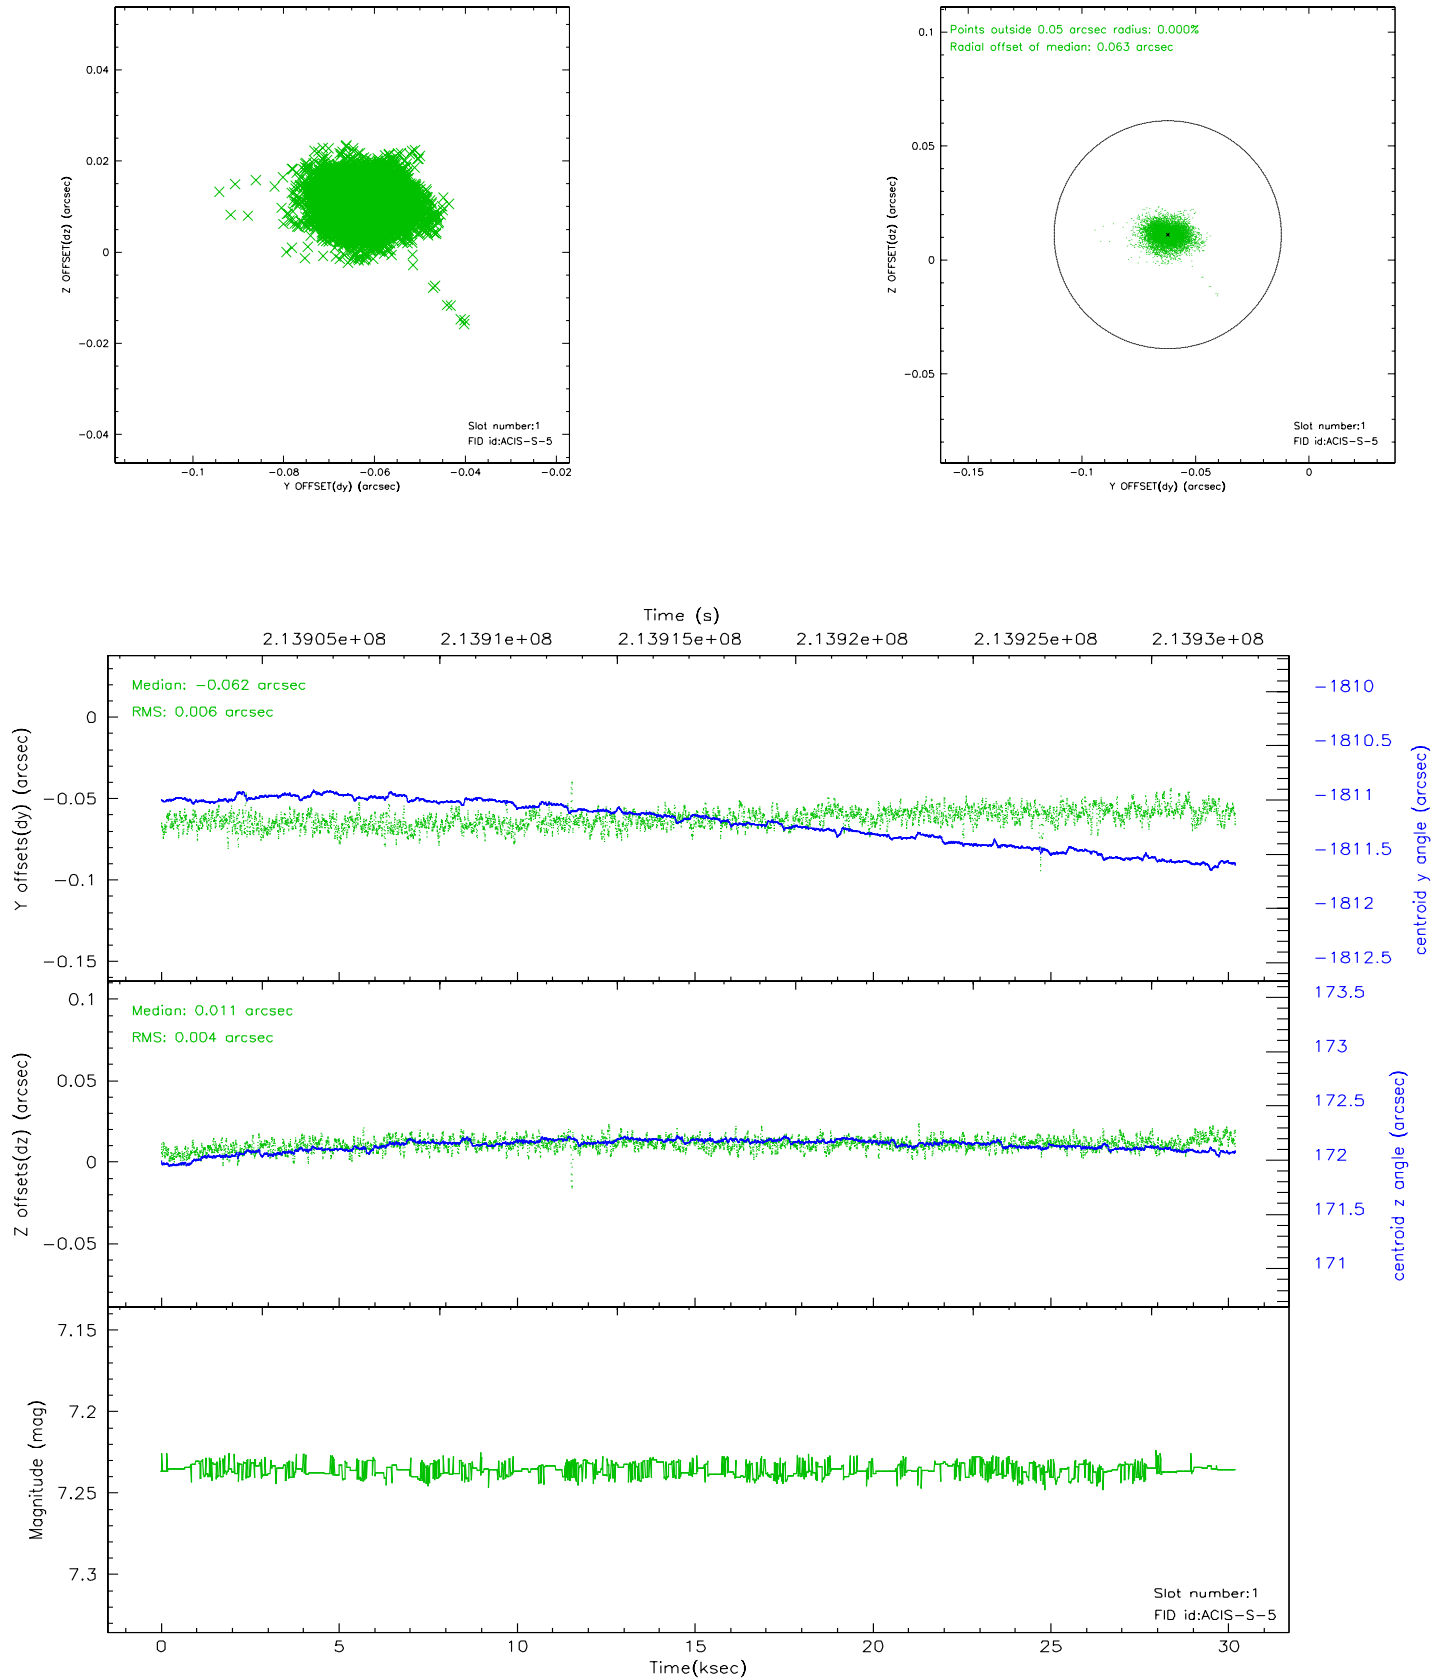 0.04
0.02
0
−0.02
−0.04
Z OFFSET(dz) (arcsec)
Slot number:1
FID id:ACIS−S−5
−0.1
−0.08
−0.06
−0.04
−0.02
Y OFFSET(dy) (arcsec)
Points outside 0.05 arcsec radius: 0.000%
Radial offset of median: 0.063 arcsec
0.1
0.05
0
−0.05
Z OFFSET(dz) (arcsec)
Slot number:1
FID id:ACIS−S−5
−0.15
−0.1
−0.05
0
Y OFFSET(dy) (arcsec)
Time (s)
2.13905e+08
2.1391e+08
2.13915e+08
2.1392e+08
2.13925e+08
2.1393e+08
Median: −0.062 arcsec
RMS: 0.006 arcsec
0
−0.05
−0.1
−0.15
Y offsets(dy) (arcsec)
−1810
−1810.5
−1811
−1811.5
−1812
−1812.5
centroid y angle (arcsec)
Median: 0.011 arcsec
RMS: 0.004 arcsec
0.1
0.05
0
−0.05
Z offsets(dz) (arcsec)
173.5
173
172.5
172
171.5
171
centroid z angle (arcsec)
7.15
7.2
7.25
7.3
Magnitude (mag)
Slot number:1
FID id:ACIS−S−5
0
5
10
15
20
25
30
Time(ksec)